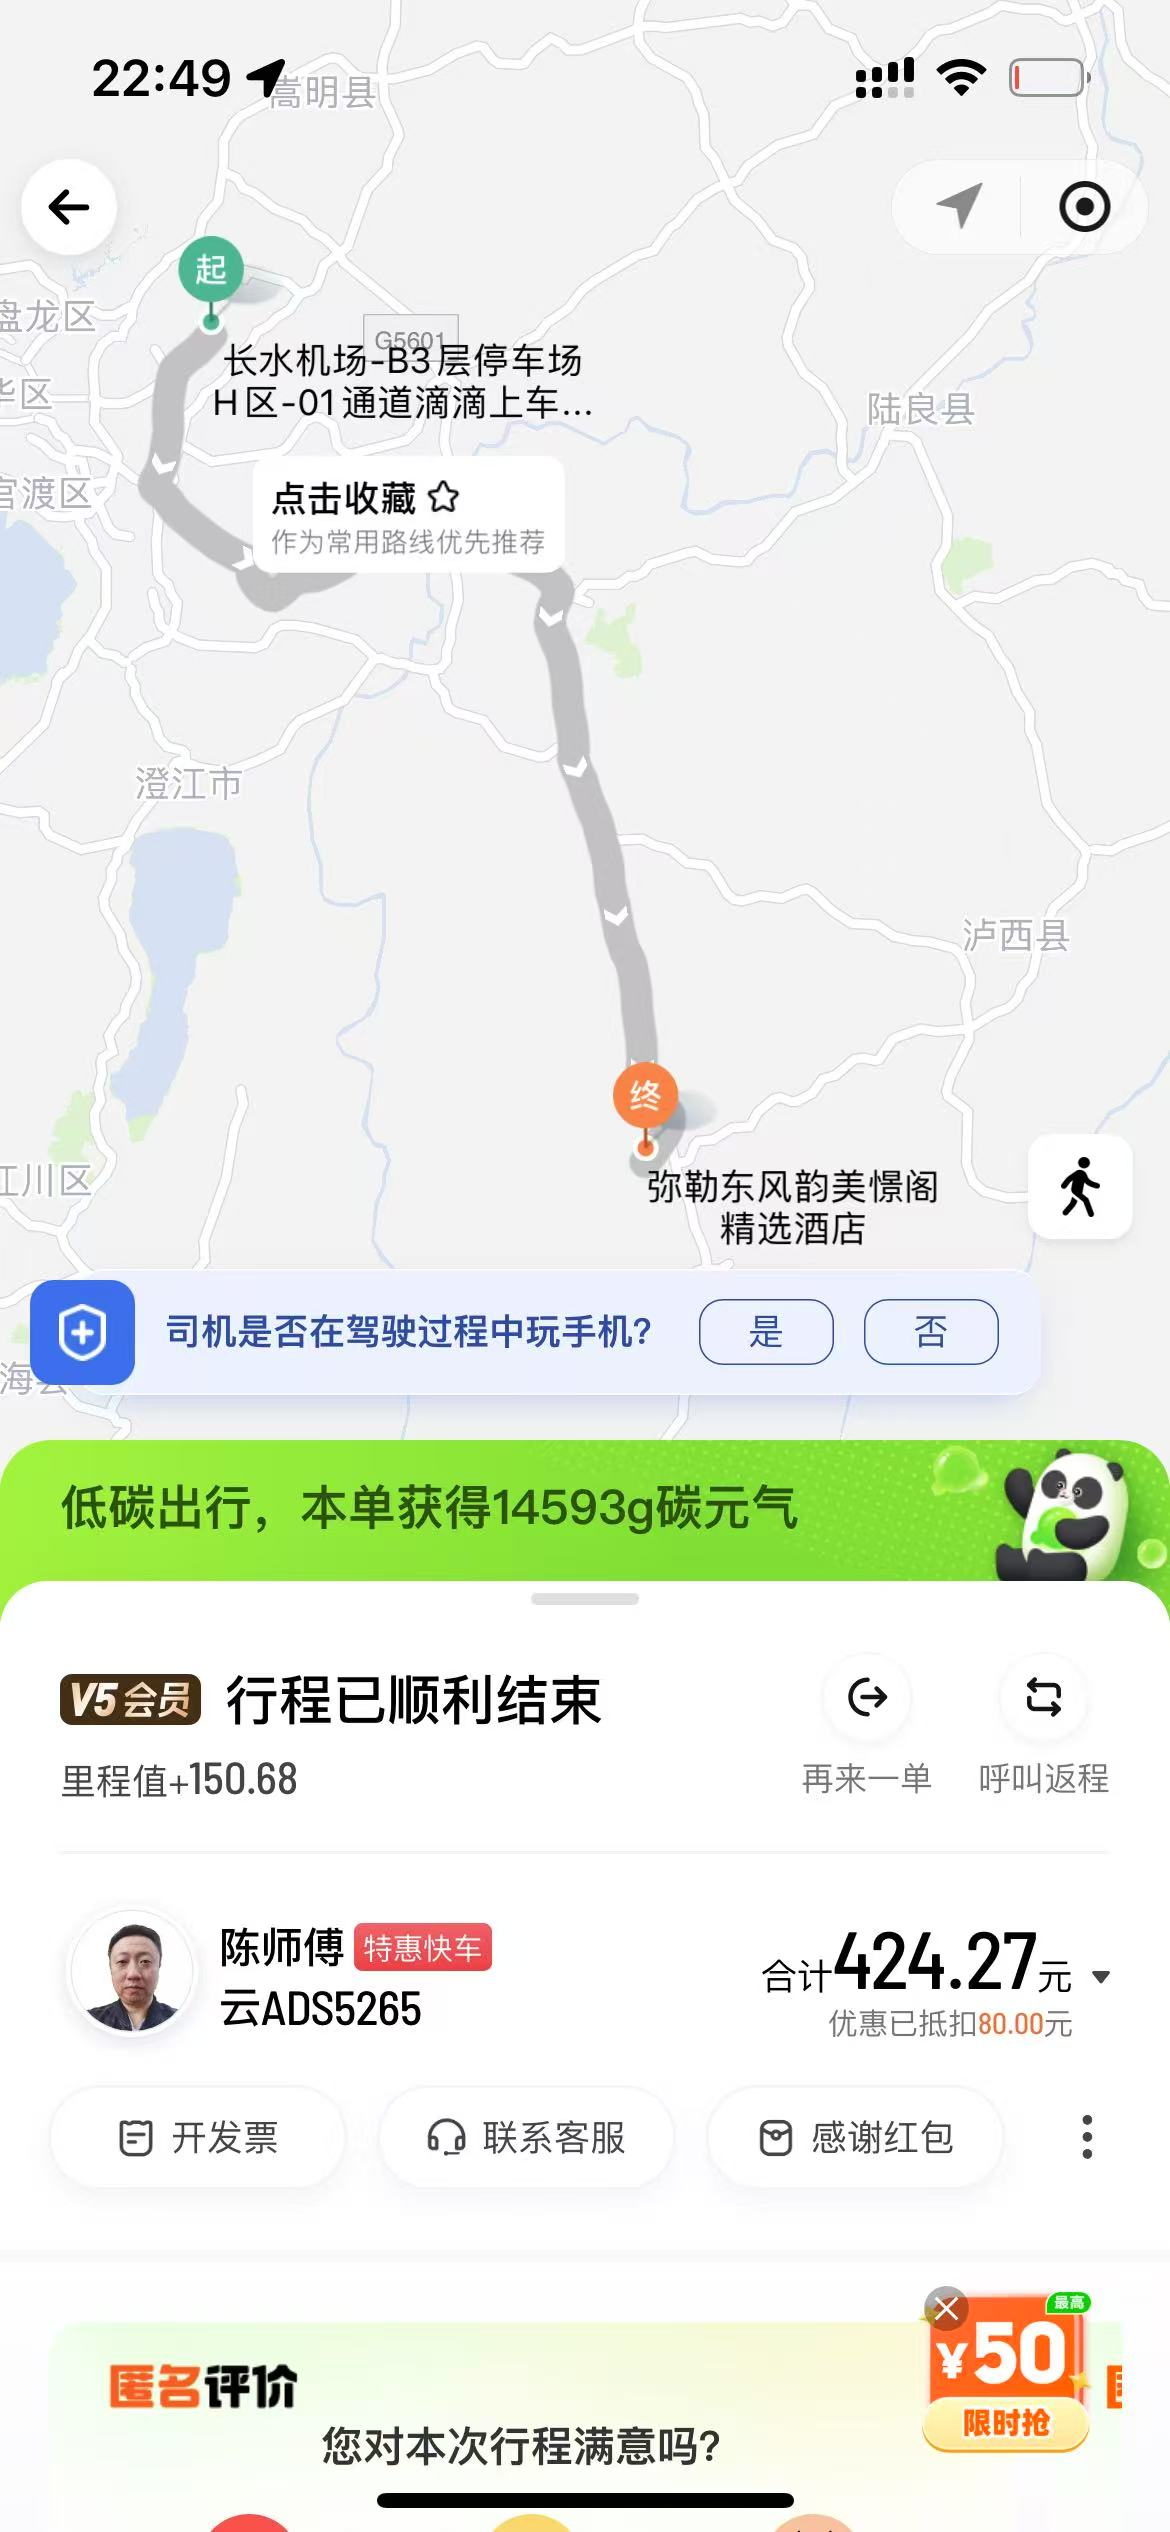 22:49
嵩明县
起
盘龙区
G5601
长水机场-B3层停车场
H区-01通道滴滴上车...
华区
陆良县
官渡区
点击收藏
作为常用路线优先推荐
澄江市
泸西县
终
江川区
弥勒东风韵美憬阁
精选酒店
司机是否在驾驶过程中玩手机?
是
否
海县
低碳出行，本单获得14593g碳元气
V5会员 行程已顺利结束
里程值+150.68
再来一单
呼叫返程
陈师傅 特惠快车
云ADS5265
合计424.27元
优惠已抵扣80.00元
开发票
联系客服
感谢红包
最高
¥50
限时抢
匿名评价
您对本次行程满意吗?